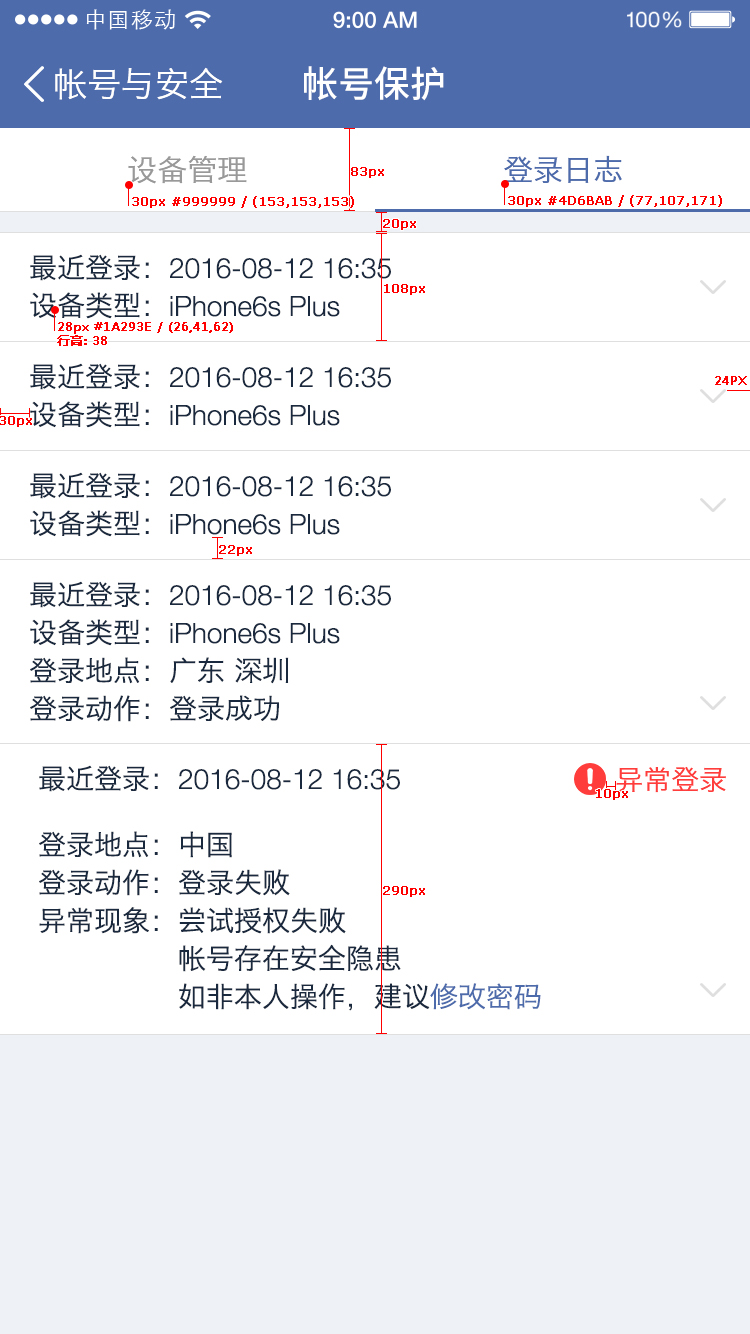 中国移动 9:00 AM 100%
帐号与安全 帐号保护
设备管理 83px 登录日志
30px #999999 / (153,153,153) 30px #4D6BAB / (77,107,171)
20px
最近登录：2016-08-12 16:35
108px
设备类型：iPhone6s Plus
28px #1A293E / (26,41,62)
行高: 38
最近登录：2016-08-12 16:35
24PX
设备类型：iPhone6s Plus
30px
最近登录：2016-08-12 16:35
设备类型：iPhone6s Plus
22px
最近登录：2016-08-12 16:35
设备类型：iPhone6s Plus
登录地点：广东 深圳
登录动作：登录成功
最近登录：2016-08-12 16:35 异常登录
10px
登录地点：中国
登录动作：登录失败
290px
异常现象：尝试授权失败
帐号存在安全隐患
如非本人操作，建议修改密码